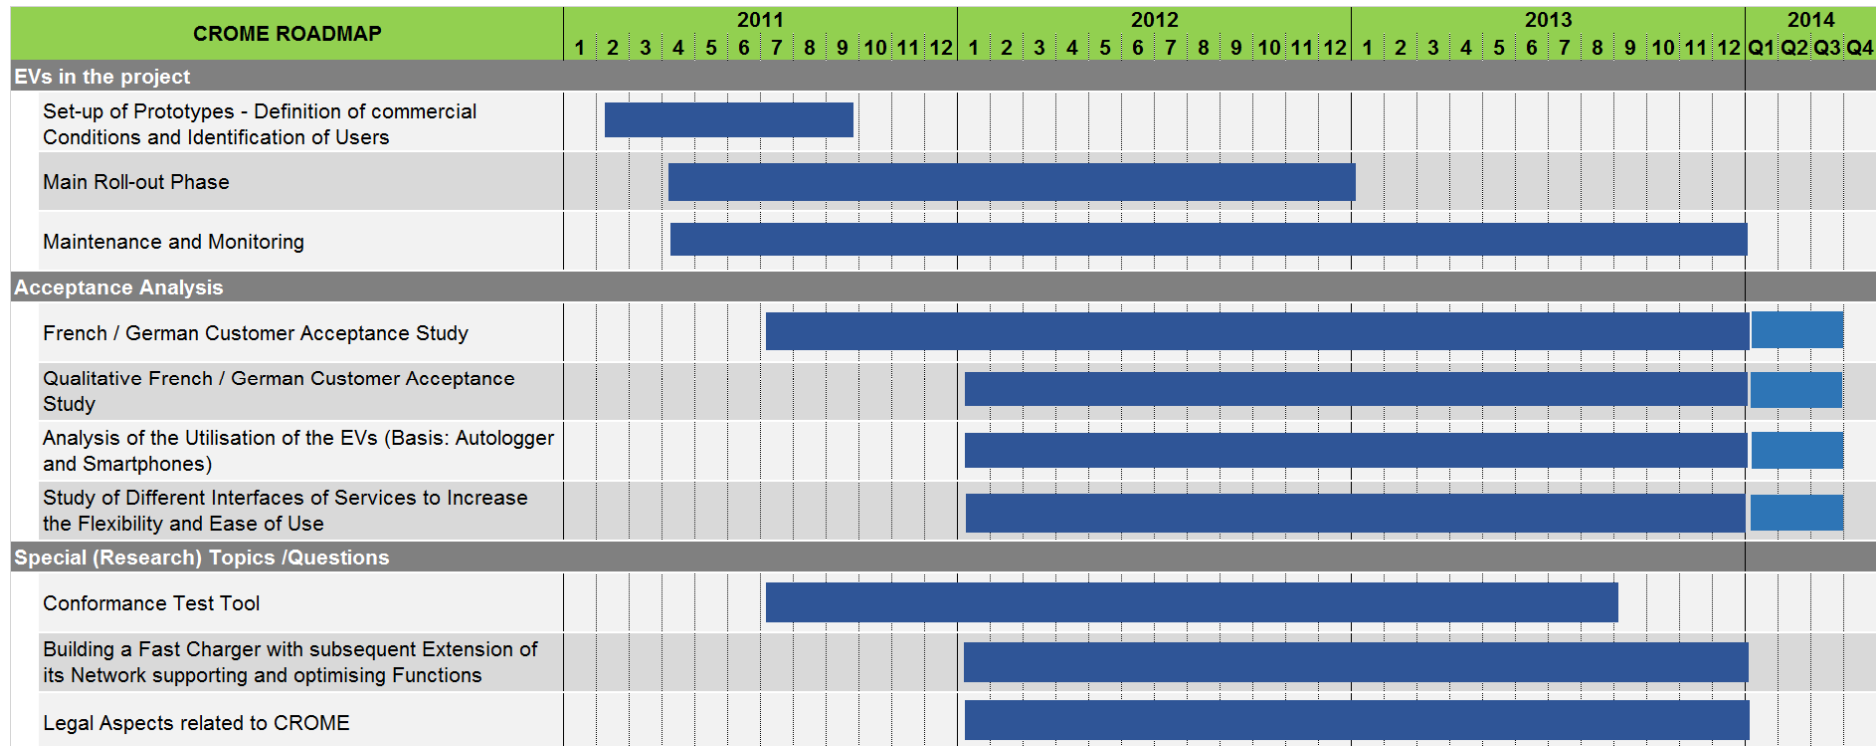 CROME ROADMAP
2011 2012 2013 2014
1 2 3 4 5 6 7 8 9 10 11 12 1 2 3 4 5 6 7 8 9 10 11 12 1 2 3 4 5 6 7 8 9 10 11 12 Q1 Q2 Q3 Q4
EVs in the project
Set-up of Prototypes - Definition of commercial
Conditions and Identification of Users
Main Roll-out Phase
Maintenance and Monitoring
Acceptance Analysis
French / German Customer Acceptance Study
Qualitative French / German Customer Acceptance
Study
Analysis of the Utilisation of the EVs (Basis: Autologger
and Smartphones)
Study of Different Interfaces of Services to Increase
the Flexibility and Ease of Use
Special (Research) Topics /Questions
Conformance Test Tool
Building a Fast Charger with subsequent Extension of
its Network supporting and optimising Functions
Legal Aspects related to CROME